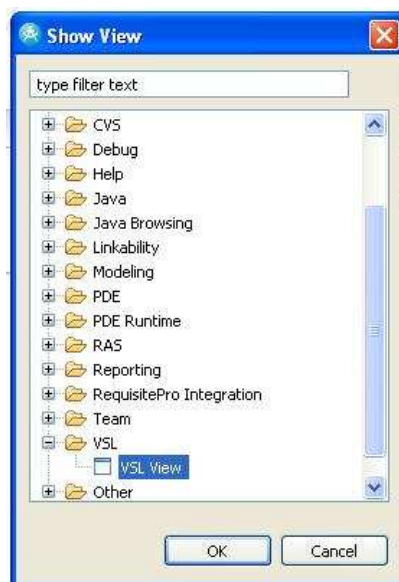 Show View
type filter text
CVS
Debug
Help
Java
Java Browsing
Linkability
Modeling
PDE
PDE Runtime
RAS
Reporting
RequisitePro Integration
Team
VSL
VSL View
Other
OK
Cancel